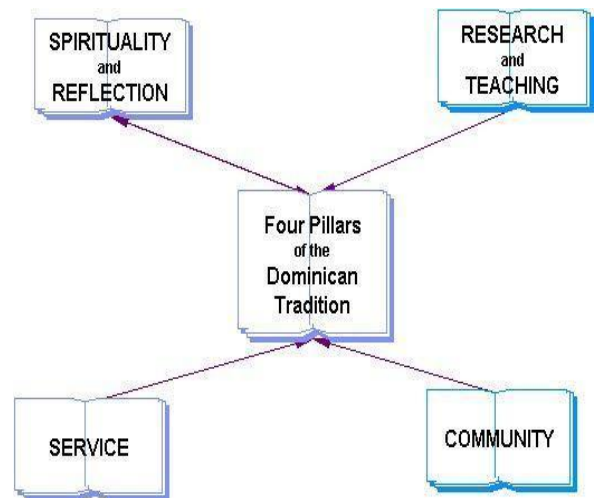 SPIRITUALITY
and
REFLECTION
RESEARCH
and
TEACHING
Four Pillars
of the
Dominican
Tradition
SERVICE
COMMUNITY